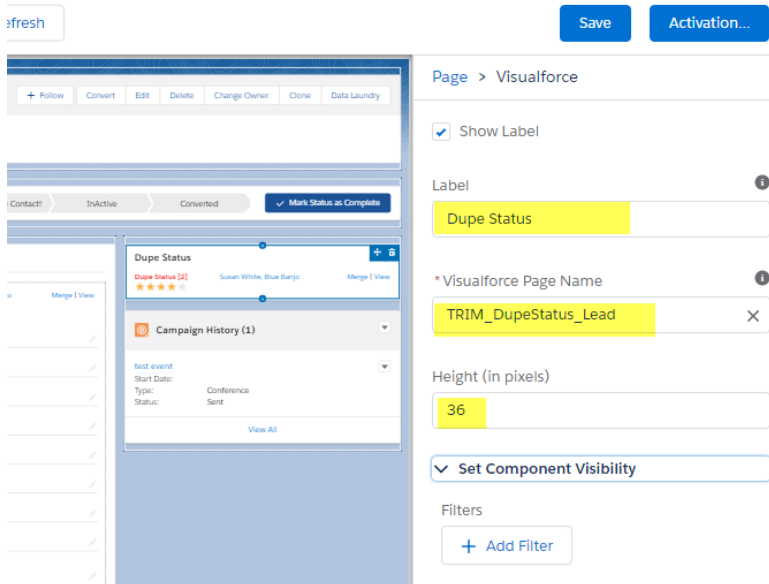 efresh
Save
Activation...
Page > Visualforce
+ Follow Convert Edit Delete Change Owner Clone Data Laundry
Show Label
Contact! InActive Converted Mark Status as Complete
Label
Dupe Status
Dupe Status
Dupe Status [2] Susan White, Blue Banjo Merge | View
Merge | View
* Visualforce Page Name
TRIM_DupeStatus_Lead
Campaign History (1)
test event
Start Date:
Type: Conference
Status: Sent
View All
Height (in pixels)
36
Set Component Visibility
Filters
+ Add Filter